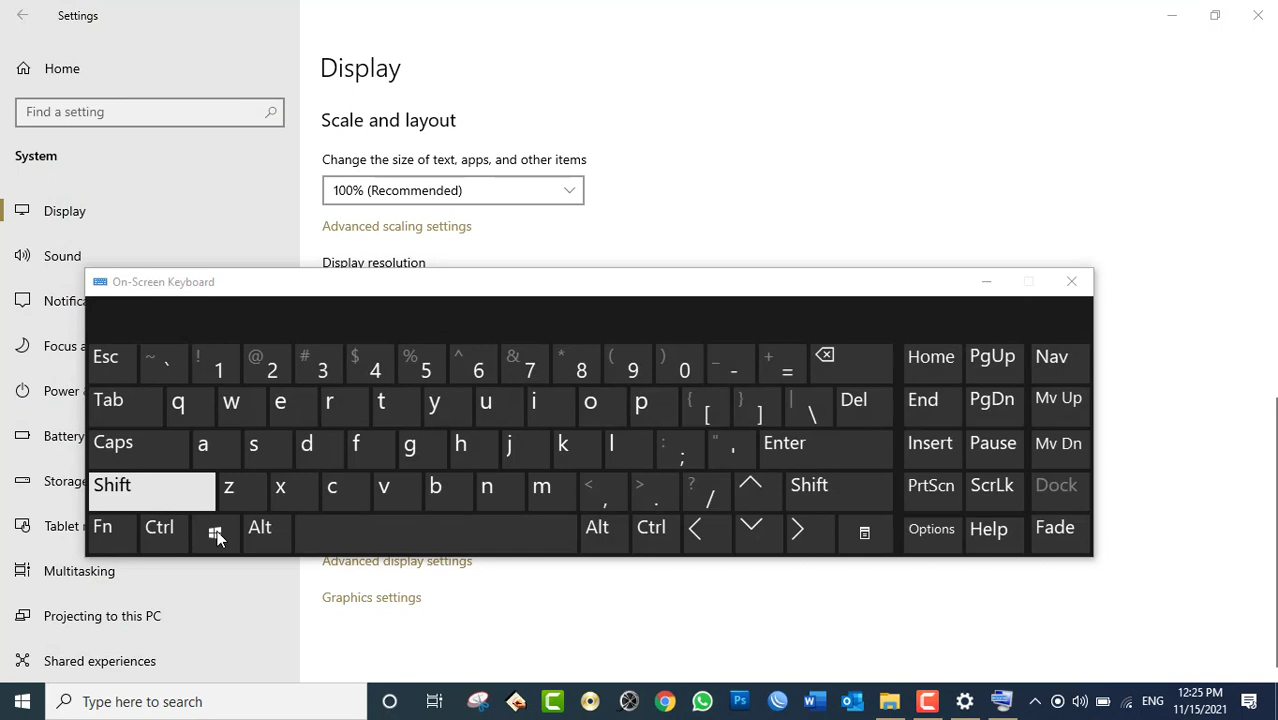 Settings
Home
Find a setting
System
Display
Sound
Notifica
Focus a
Power
Battery
Storage
Tablet
Multitasking
Projecting to this PC
Shared experiences
Display
Scale and layout
Change the size of text, apps, and other items
100% (Recommended)
Advanced scaling settings
Display resolution
On-Screen Keyboard
Esc ~ ` ! 1 @ 2 # 3 $ 4 % 5 ^ 6 & 7 * 8 ( 9 ) 0 _ - + = Home PgUp Nav
Tab q w e r t y u i o p { [ } ] | \ Del End PgDn Mv Up
Caps a s d f g h j k l : ; " ' Enter Insert Pause Mv Dn
Shift z x c v b n m < , > . ? / Shift PrtScn ScrLk Dock
Fn Ctrl Alt Alt Ctrl Options Help Fade
Advanced display settings
Graphics settings
Type here to search
Ps
ENG
12:25 PM
11/15/2021